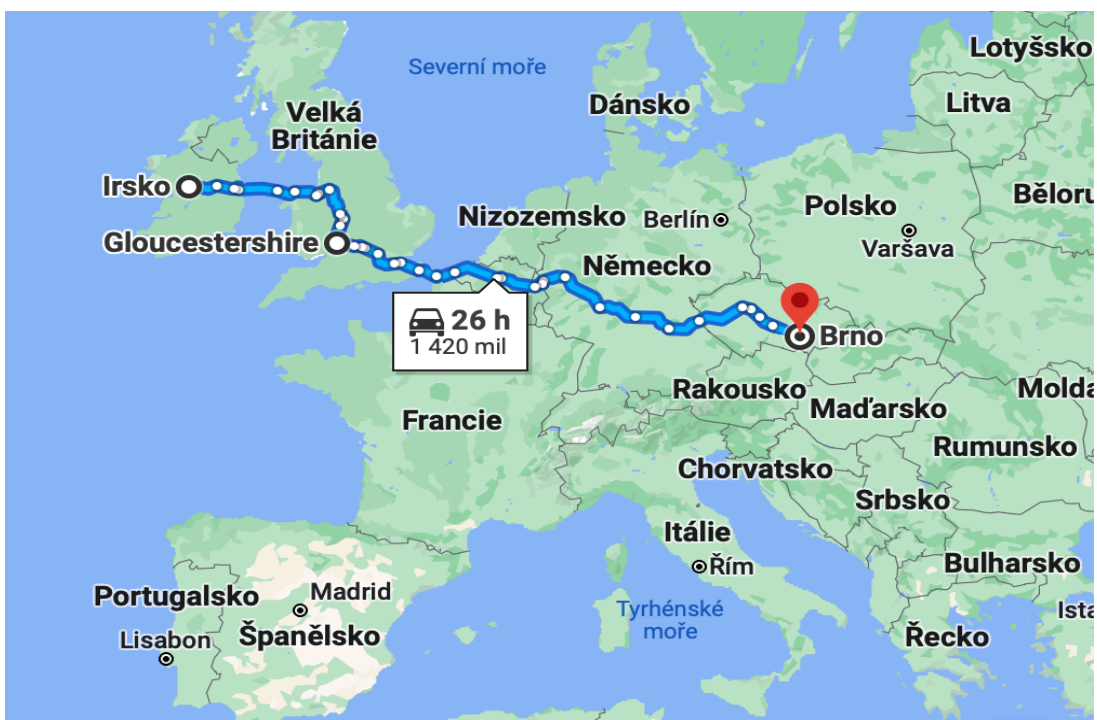 Lotyšsko
Severní moře
Dánsko
Litva
Velká
Británie
Irsko
Nizozemsko
Berlín
Polsko
Běloru
Varšava
Gloucestershire
Německo
26 h
1 420 mil
Brno
Rakousko
Molda
Maďarsko
Francie
Rumunsko
Chorvatsko
Srbsko
Itálie
Řím
Bulharsko
Portugalsko
Madrid
Tyrhénské
moře
Ista
Lisabon
Španělsko
Řecko